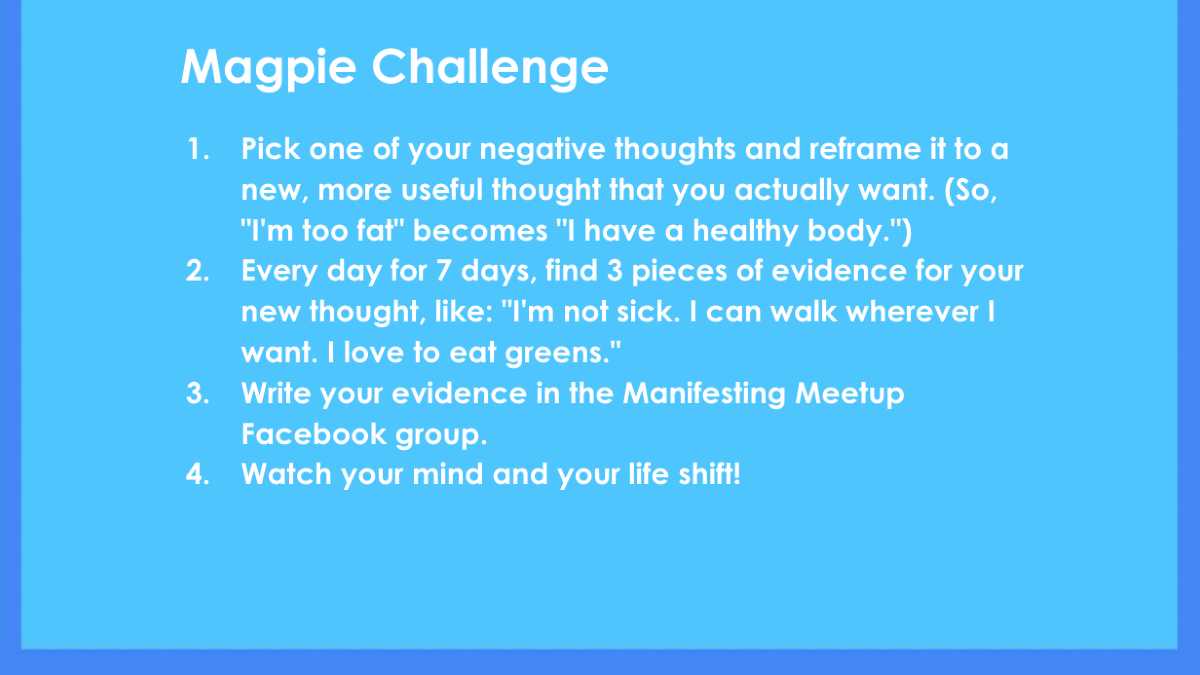 Magpie Challenge
1. Pick one of your negative thoughts and reframe it to a
new, more useful thought that you actually want. (So,
"I'm too fat" becomes "I have a healthy body.")
2. Every day for 7 days, find 3 pieces of evidence for your
new thought, like: "I'm not sick. I can walk wherever I
want. I love to eat greens."
3. Write your evidence in the Manifesting Meetup
Facebook group.
4. Watch your mind and your life shift!